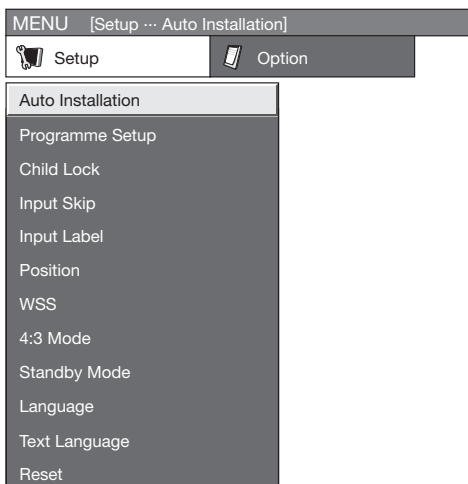 MENU [Setup ··· Auto Installation]
Setup Option
Auto Installation
Programme Setup
Child Lock
Input Skip
Input Label
Position
WSS
4:3 Mode
Standby Mode
Language
Text Language
Reset